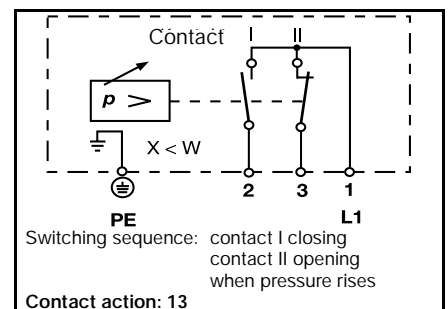 Contact I II
p >
X < W
2 3 1
PE L1
Switching sequence: contact I closing
contact II opening
when pressure rises
Contact action: 13